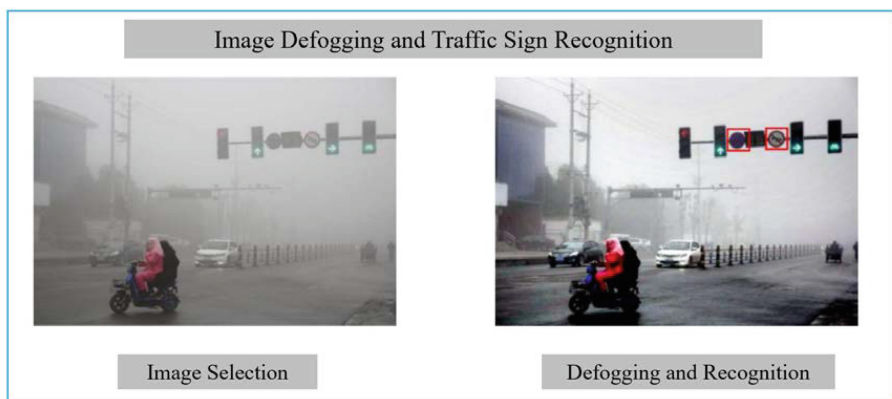 Image Defogging and Traffic Sign Recognition
Image Selection
Defogging and Recognition